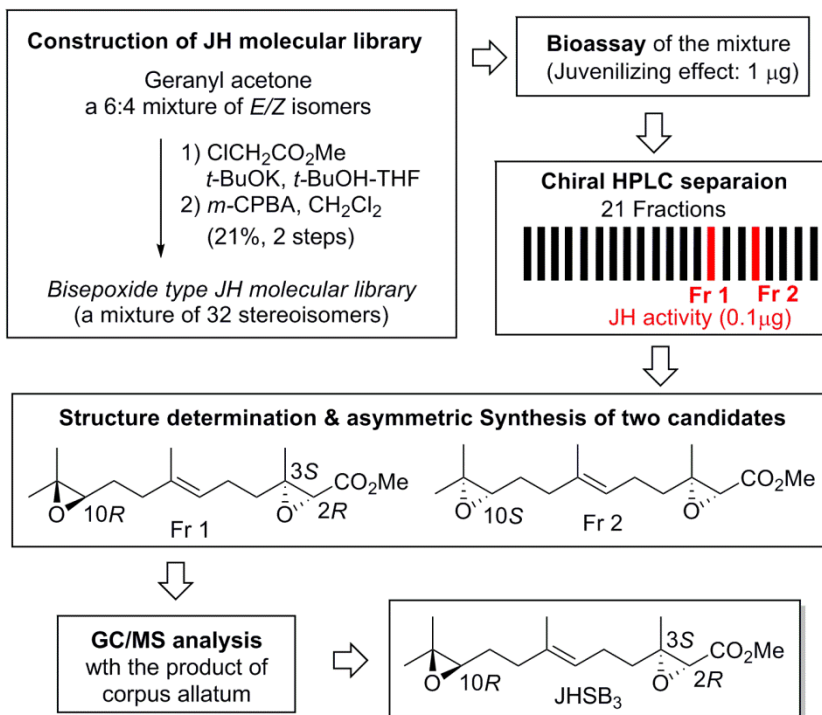 Construction of JH molecular library
Geranyl acetone
a 6:4 mixture of E/Z isomers
1) ClCH2CO2Me
t-BuOK, t-BuOH-THF
2) m-CPBA, CH2Cl2
(21%, 2 steps)
Bisepoxide type JH molecular library
(a mixture of 32 stereoisomers)
Bioassay of the mixture
(Juvenilizing effect: 1 μg)
Chiral HPLC separaion
21 Fractions
Fr 1 Fr 2
JH activity (0.1μg)
Structure determination & asymmetric Synthesis of two candidates
3S
CO2Me
O
10R
O
2R
Fr 1
CO2Me
O
10S
O
Fr 2
GC/MS analysis
wth the product of
corpus allatum
3S
CO2Me
O
10R
O
2R
JHSB3